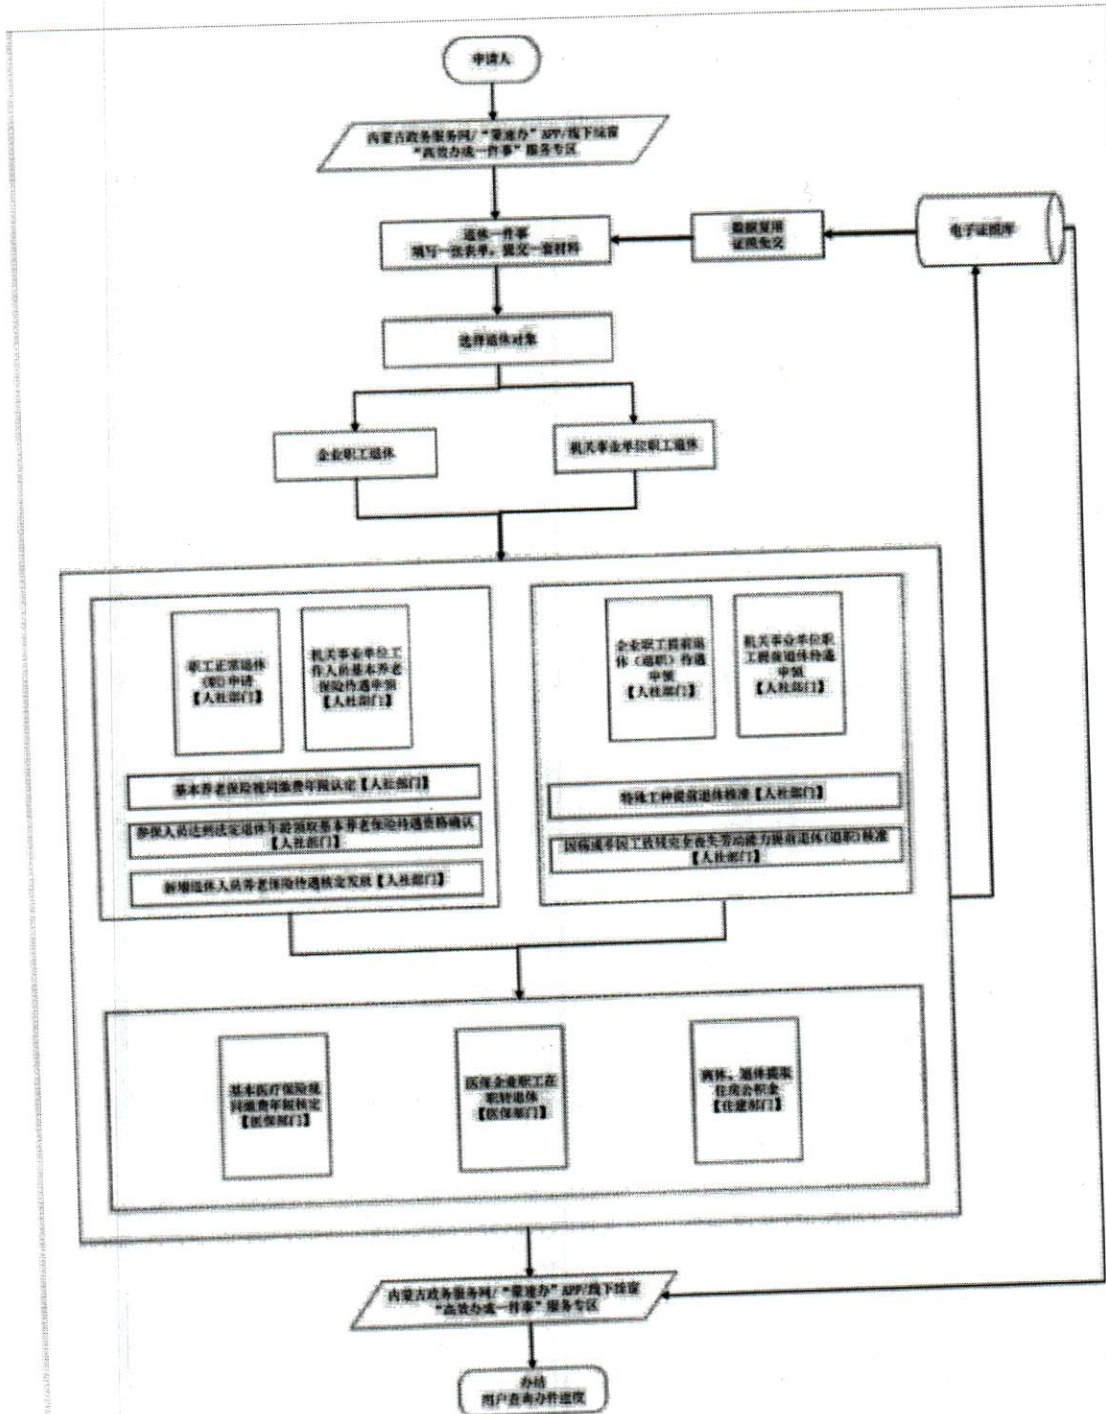 申请人
内蒙古政务服务网/“蒙速办”APP/线下综窗
“高效办成一件事”服务专区
退休一件事
填写一张表单，提交一套材料
数据复用
证照免交
电子证照库
选择退休对象
企业职工退休
机关事业单位职工退休
职工正常退休
(职)申请
【人社部门】
机关事业单位工
作人员基本养老
保险待遇申领
【人社部门】
企业职工提前退
休（退职）待遇
申领
【人社部门】
机关事业单位职
工提前退休待遇
申领
【人社部门】
基本养老保险视同缴费年限认定【人社部门】
参保人员达到法定退休年龄领取基本养老保险待遇资格确认
【人社部门】
新增退休人员养老保险待遇核定发放【人社部门】
特殊工种提前退休核准【人社部门】
因病或非因工致残完全丧失劳动能力提前退休(退职)核准
【人社部门】
基本医疗保险视
同缴费年限核定
【医保部门】
医保企业职工在
职转退休
【医保部门】
离休、退休提取
住房公积金
【住建部门】
内蒙古政务服务网/“蒙速办”APP/线下综窗
“高效办成一件事”服务专区
办结
用户查询办件进度